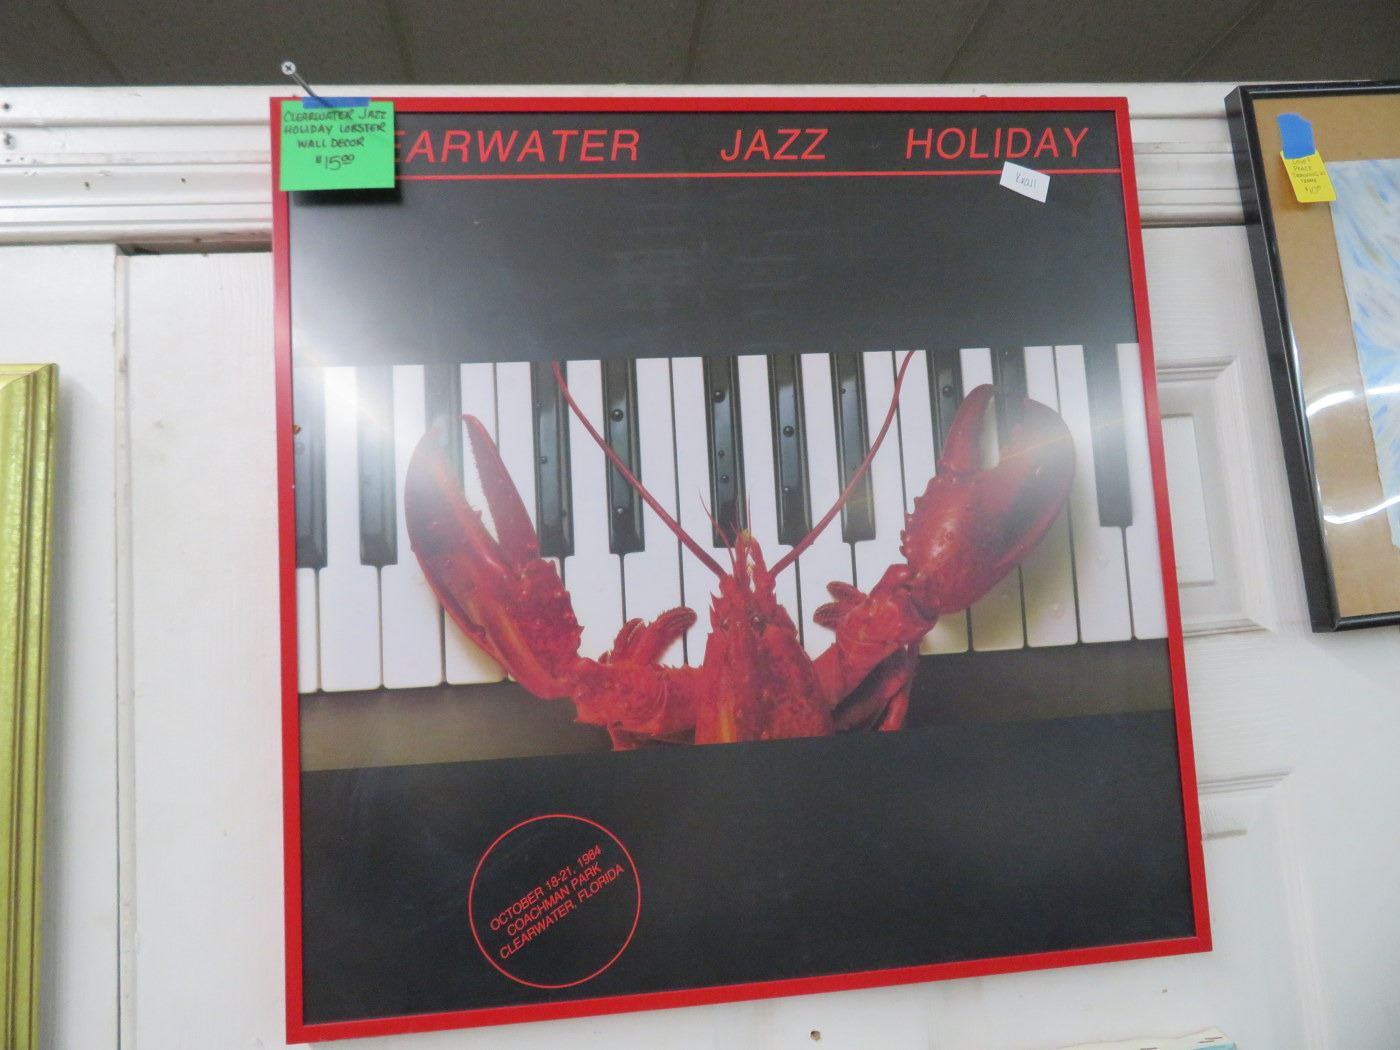 CLEARWATER JAZZ
HOLIDAY LOBSTER
WALL DECOR
$15.00
EARWATER JAZZ HOLIDAY
Krall
OCTOBER 18-21, 1984
COACHMAN PARK
CLEARWATER, FLORIDA